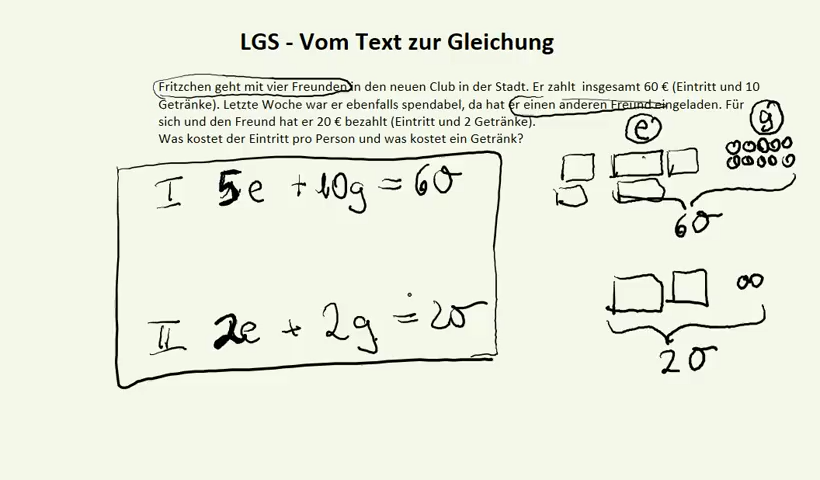 LGS - Vom Text zur Gleichung
Fritzchen geht mit vier Freunden in den neuen Club in der Stadt. Er zahlt insgesamt 60 € (Eintritt und 10
Getränke). Letzte Woche war er ebenfalls spendabel, da hat er einen anderen Freund eingeladen. Für
sich und den Freund hat er 20 € bezahlt (Eintritt und 2 Getränke).
Was kostet der Eintritt pro Person und was kostet ein Getränk?
e
g
I 5e + 10g = 60
60
II 2e + 2g = 20
20